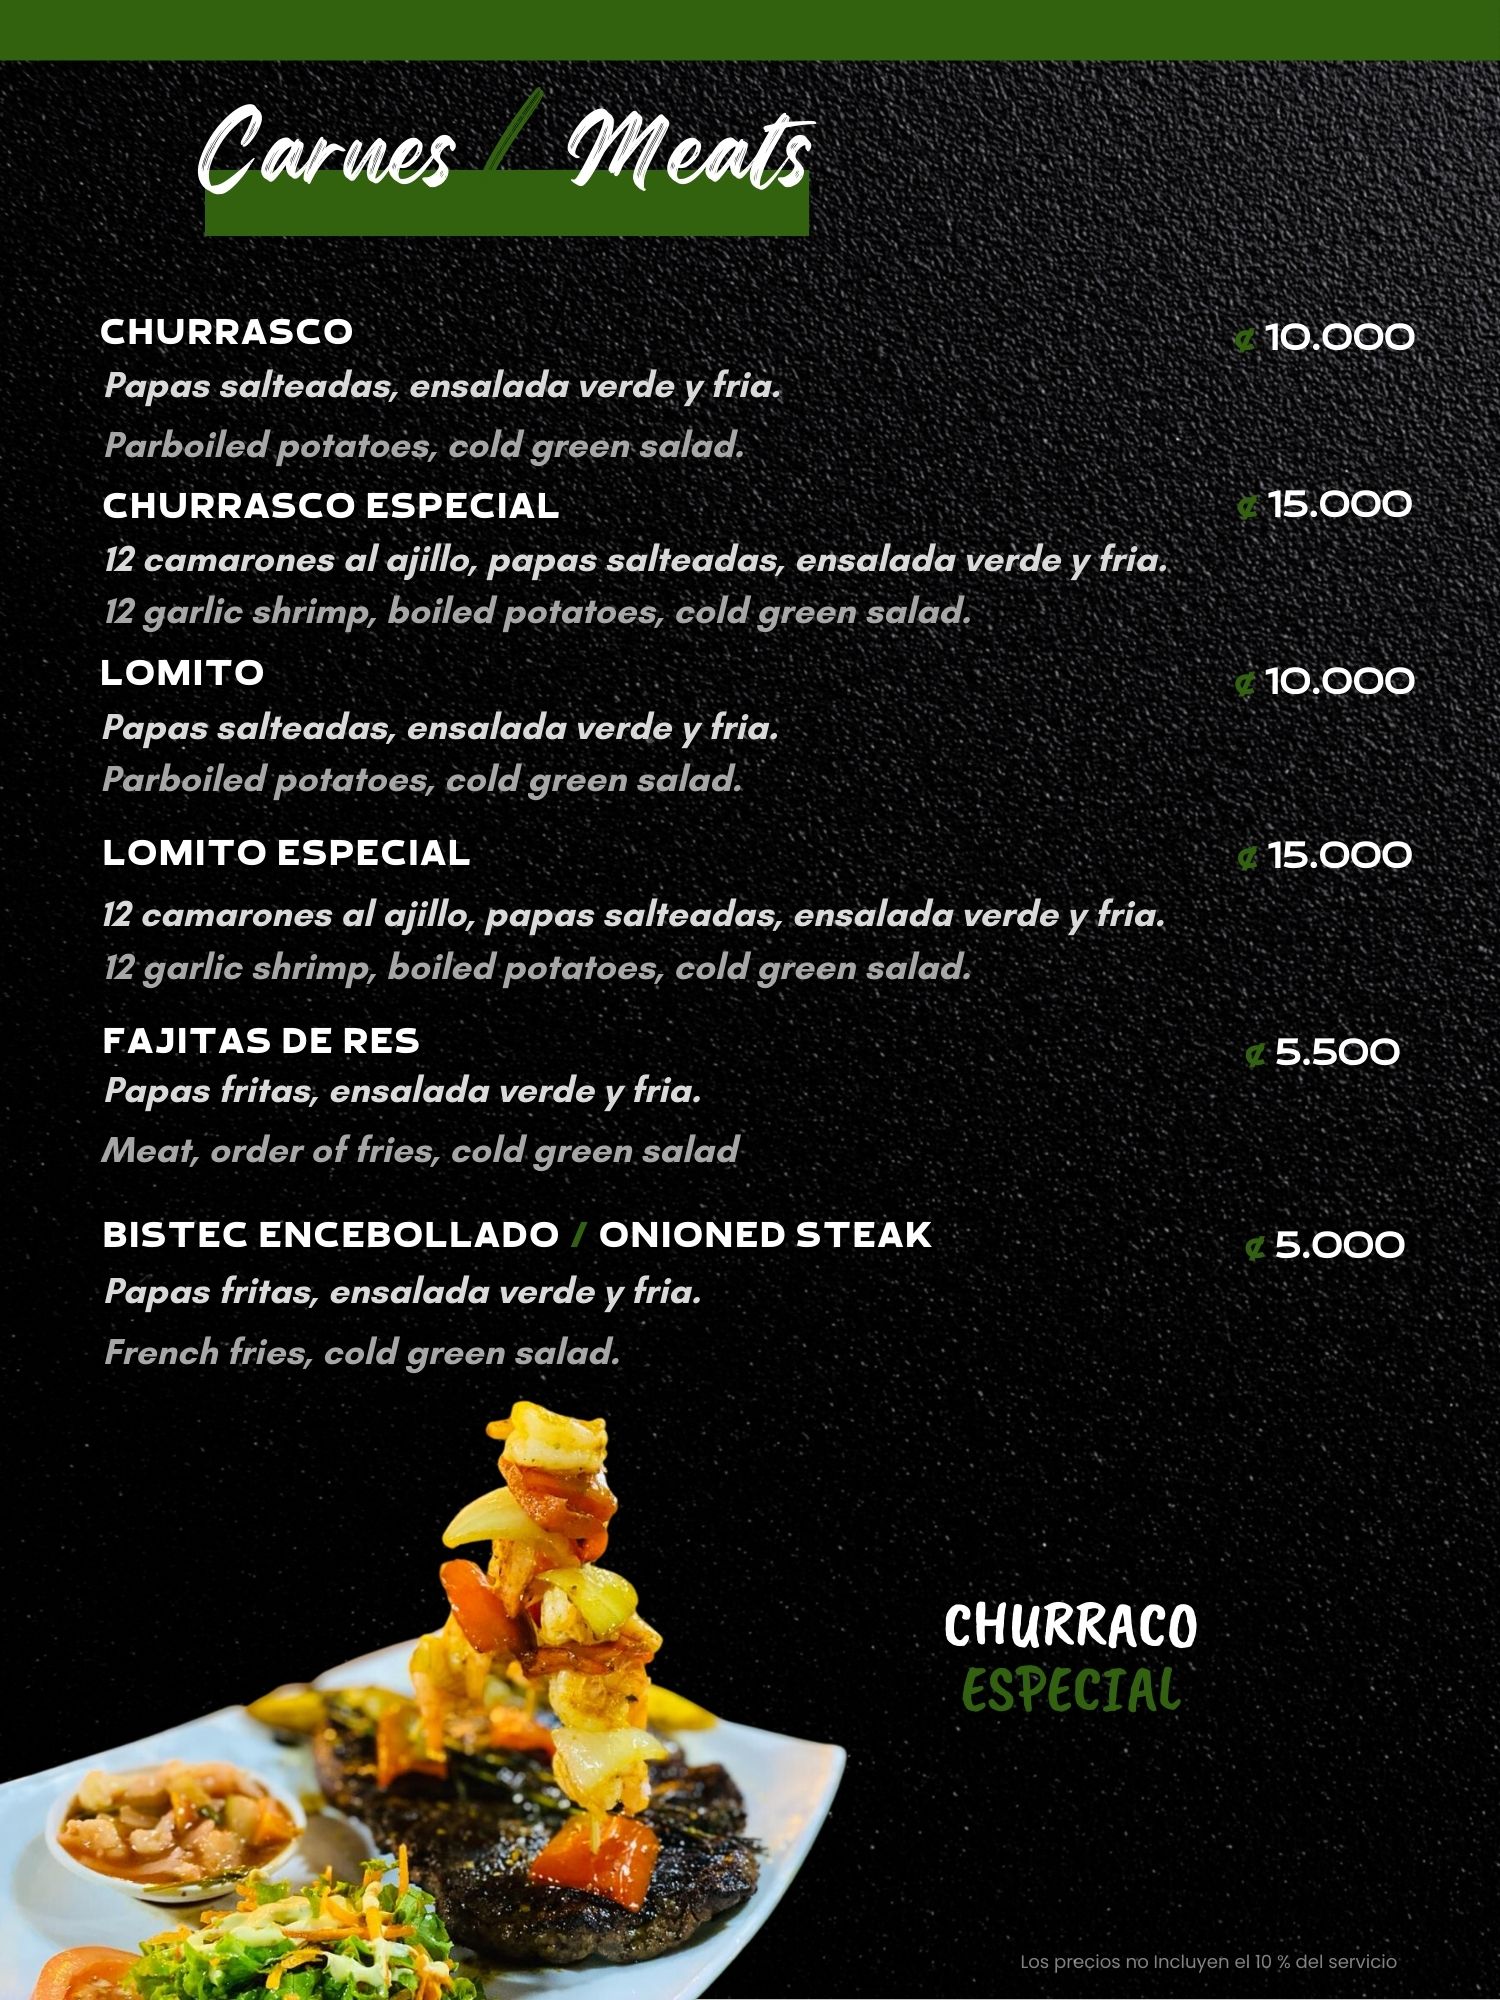 Carnes / Meats
CHURRASCO ¢ 10.000
Papas salteadas, ensalada verde y fria.
Parboiled potatoes, cold green salad.
CHURRASCO ESPECIAL ¢ 15.000
12 camarones al ajillo, papas salteadas, ensalada verde y fria.
12 garlic shrimp, boiled potatoes, cold green salad.
LOMITO ¢ 10.000
Papas salteadas, ensalada verde y fria.
Parboiled potatoes, cold green salad.
LOMITO ESPECIAL ¢ 15.000
12 camarones al ajillo, papas salteadas, ensalada verde y fria.
12 garlic shrimp, boiled potatoes, cold green salad.
FAJITAS DE RES ¢ 5.500
Papas fritas, ensalada verde y fria.
Meat, order of fries, cold green salad
BISTEC ENCEBOLLADO / ONIONED STEAK ¢ 5.000
Papas fritas, ensalada verde y fria.
French fries, cold green salad.
CHURRACO
ESPECIAL
Los precios no Incluyen el 10 % del servicio